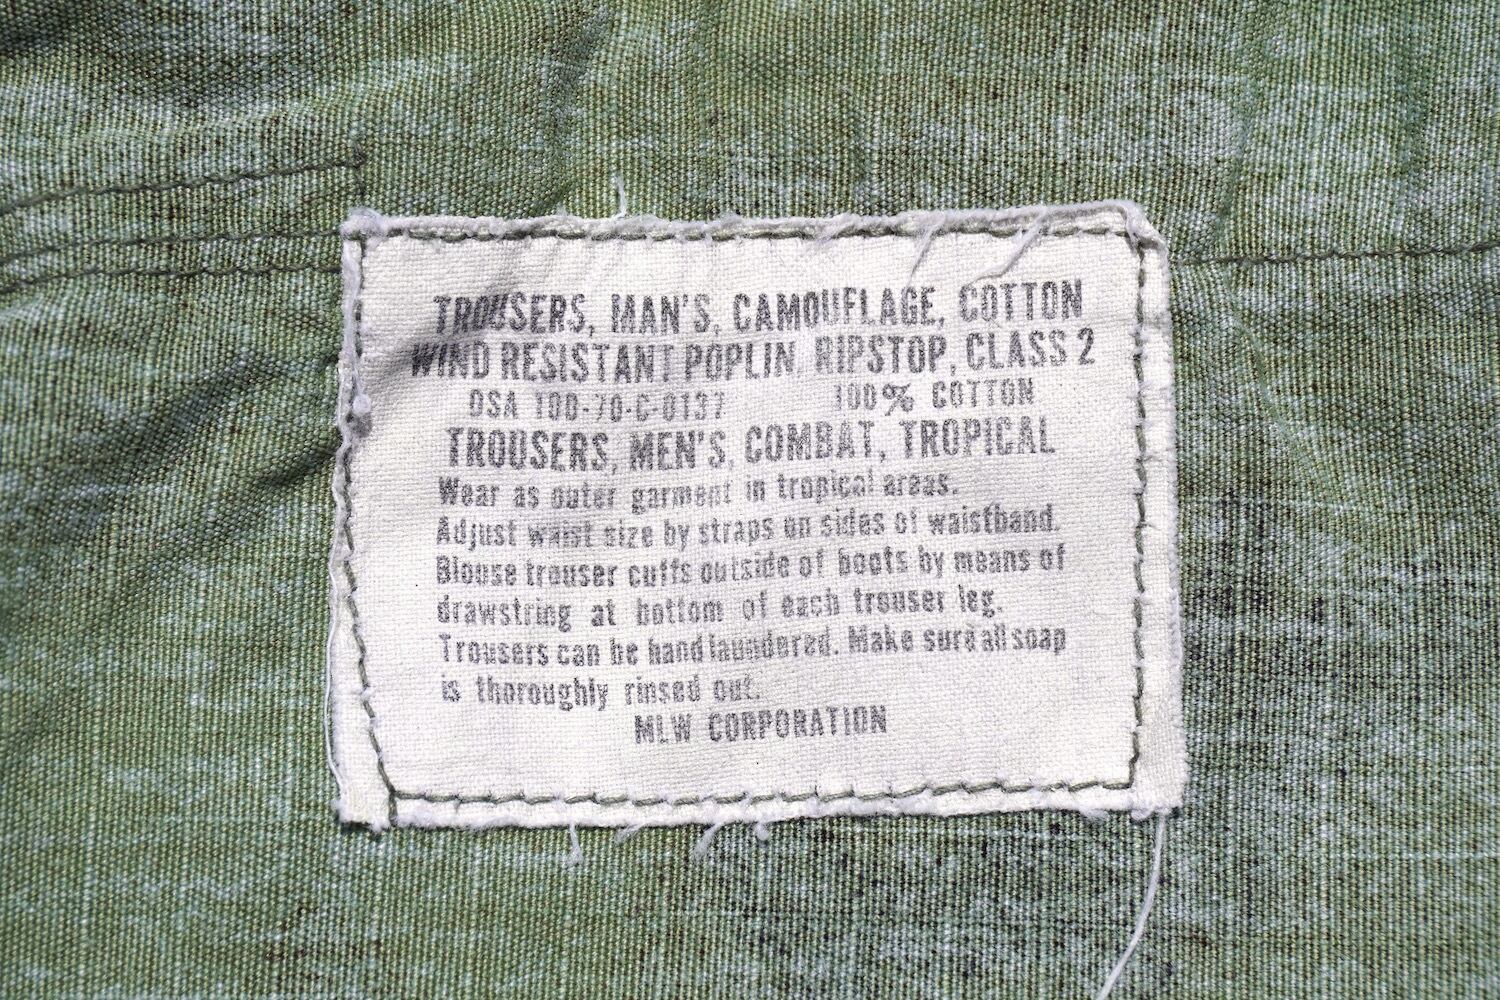 TROUSERS, MAN'S, CAMOUFLAGE, COTTON
WIND RESISTANT POPLIN, RIPSTOP, CLASS 2
DSA 100-70-C-0137 100% COTTON
TROUSERS, MEN'S, COMBAT, TROPICAL
Wear as outer garment in tropical areas.
Adjust waist size by straps on sides of waistband.
Blouse trouser cuffs outside of boots by means of
drawstring at bottom of each trouser leg.
Trousers can be hand laundered. Make sure all soap
is thoroughly rinsed out.
MLW CORPORATION